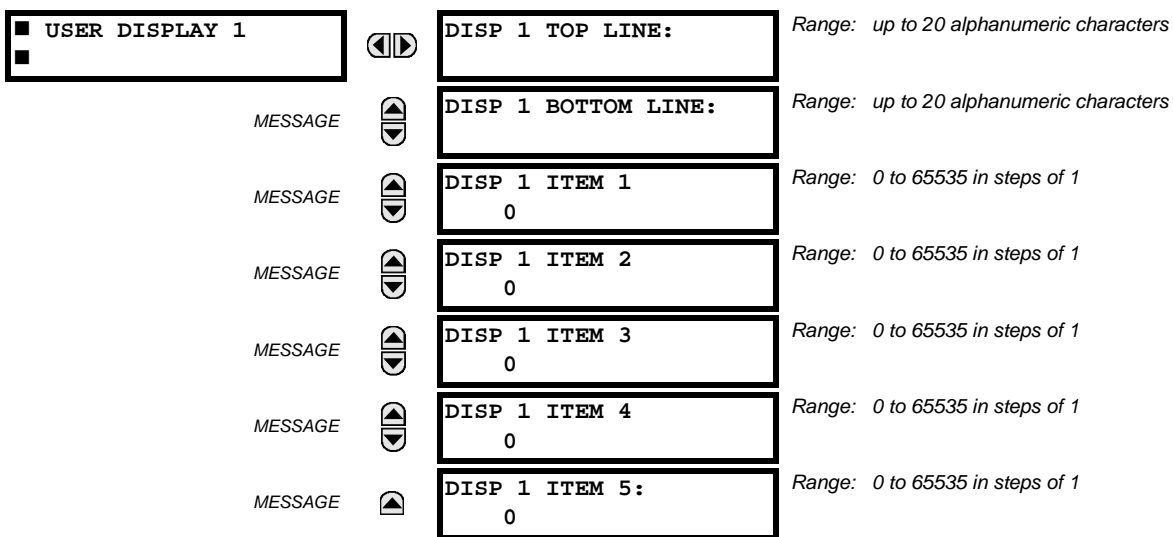 ■ USER DISPLAY 1
■
DISP 1 TOP LINE:
Range: up to 20 alphanumeric characters
MESSAGE
DISP 1 BOTTOM LINE:
Range: up to 20 alphanumeric characters
MESSAGE
DISP 1 ITEM 1
0
Range: 0 to 65535 in steps of 1
MESSAGE
DISP 1 ITEM 2
0
Range: 0 to 65535 in steps of 1
MESSAGE
DISP 1 ITEM 3
0
Range: 0 to 65535 in steps of 1
MESSAGE
DISP 1 ITEM 4
0
Range: 0 to 65535 in steps of 1
MESSAGE
DISP 1 ITEM 5:
0
Range: 0 to 65535 in steps of 1